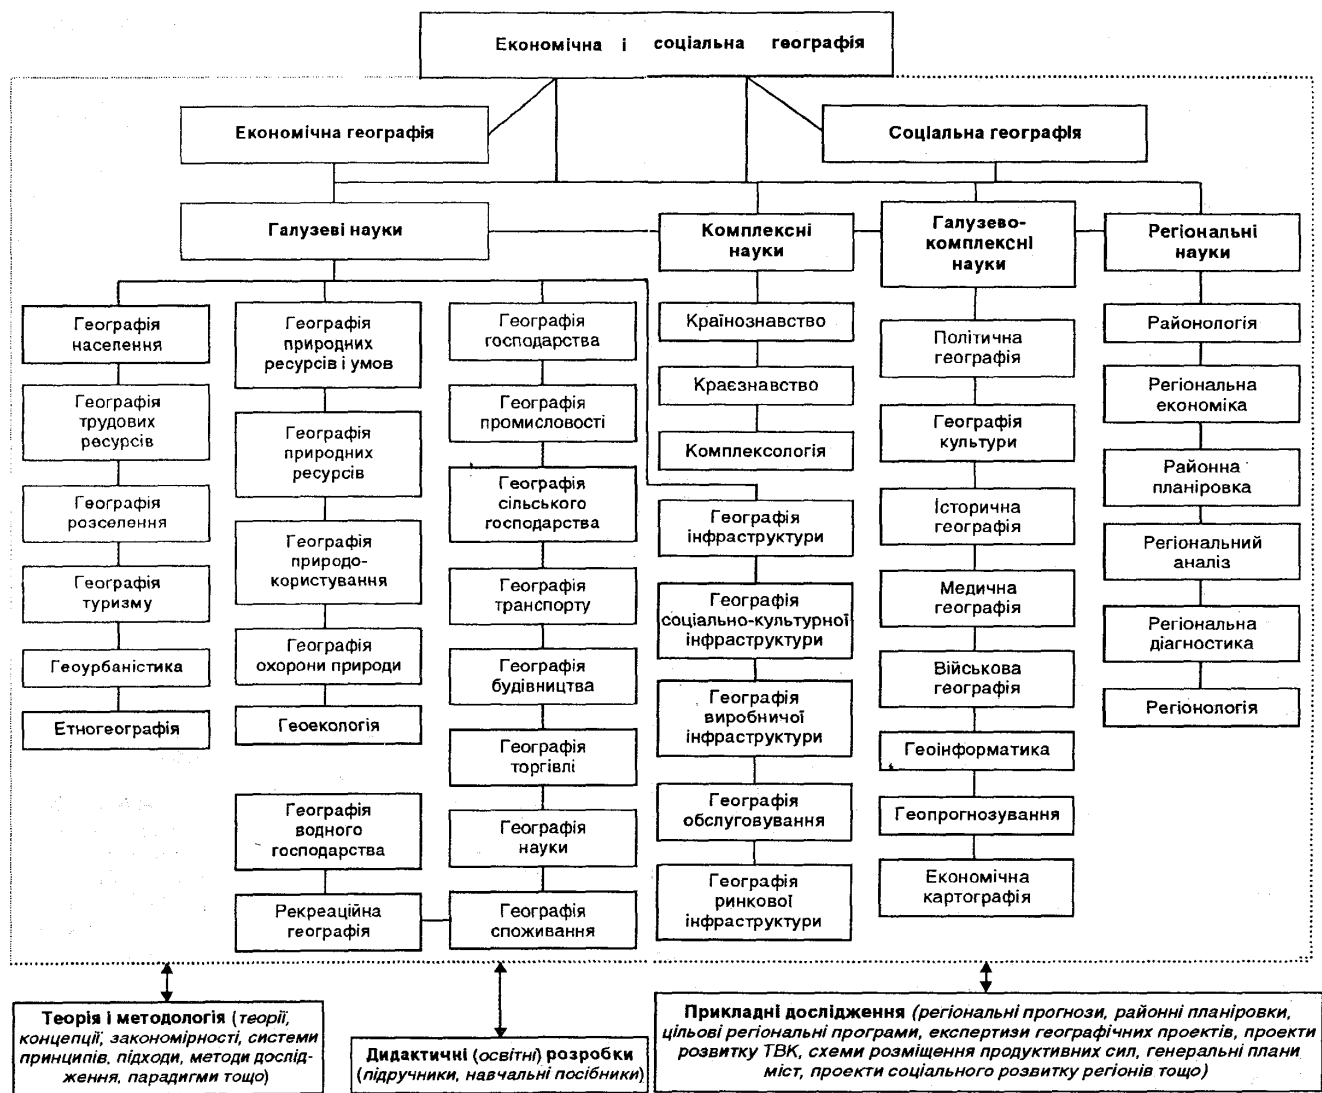 Економічна і соціальна географія
Економічна географія
Соціальна географія
Галузеві науки
Комплексні
науки
Галузево-
комплексні
науки
Регіональні
науки
Географія
населення
Географія
трудових
ресурсів
Географія
розселення
Географія
туризму
Геоурбаністика
Етногеографія
Географія
природних
ресурсів і умов
Географія
природних
ресурсів
Географія
природо-
користування
Географія
охорони природи
Геоекологія
Географія
водного
господарства
Рекреаційна
географія
Географія
господарства
Географія
промисловості
Географія
сільського
господарства
Географія
транспорту
Географія
будівництва
Географія
торгівлі
Географія
науки
Географія
споживання
Країнознавство
Краєзнавство
Комплексологія
Географія
інфраструктури
Географія
соціально-культурної
інфраструктури
Географія
виробничої
інфраструктури
Географія
обслуговування
Географія
ринкової
інфраструктури
Політична
географія
Географія
культури
Історична
географія
Медична
географія
Військова
географія
Геоінформатика
Геопрогнозування
Економічна
картографія
Районологія
Регіональна
економіка
Районна
планіровка
Регіональний
аналіз
Регіональна
діагностика
Регіонологія
Теорія і методологія (теорії,
концепції, закономірності, системи
принципів, підходи, методи дослід-
ження, парадигми тощо)
Дидактичні (освітні) розробки
(підручники, навчальні посібники)
Прикладні дослідження (регіональні прогнози, районні планіровки,
цільові регіональні програми, експертизи географічних проектів, проекти
розвитку ТВК, схеми розміщення продуктивних сил, генеральні плани
міст, проекти соціального розвитку регіонів тощо)